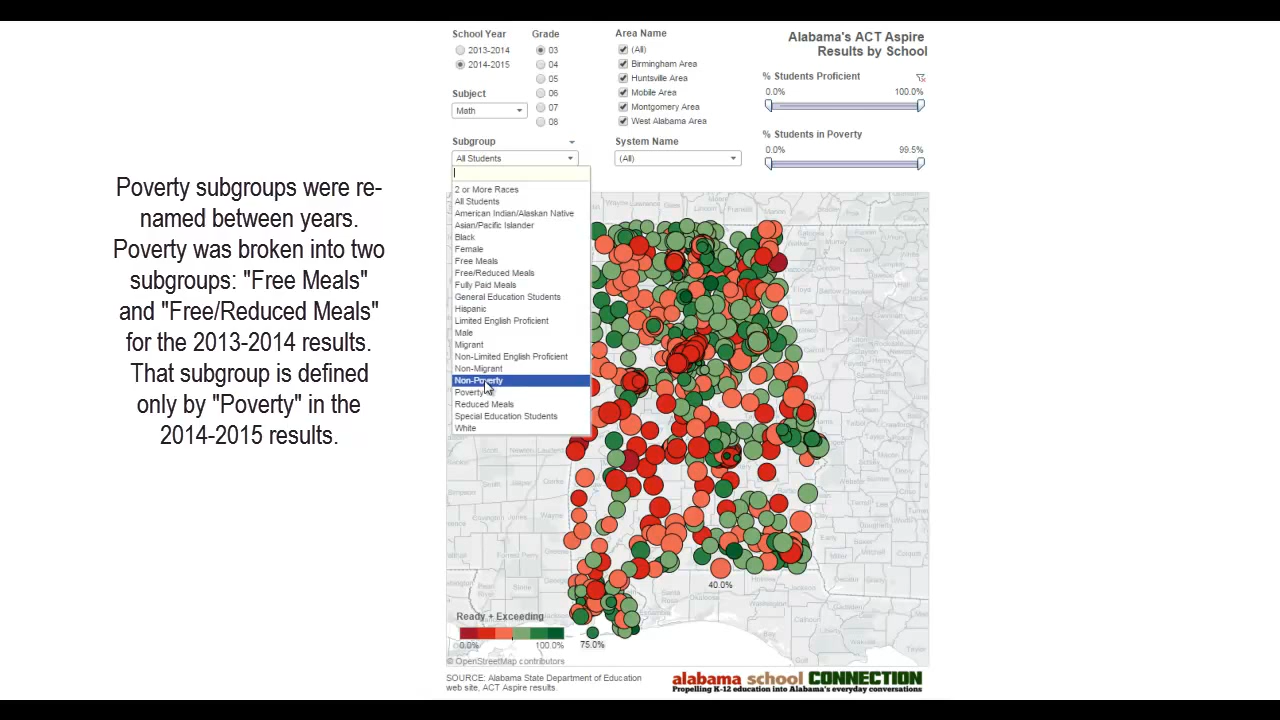 Poverty subgroups were re-
named between years.
Poverty was broken into two
subgroups: "Free Meals"
and "Free/Reduced Meals"
for the 2013-2014 results.
That subgroup is defined
only by "Poverty" in the
2014-2015 results.
School Year
2013-2014
2014-2015
Grade
03
04
05
06
07
08
Subject
Math
Subgroup
All Students
Area Name
(All)
Birmingham Area
Huntsville Area
Mobile Area
Montgomery Area
West Alabama Area
System Name
(All)
Alabama's ACT Aspire
Results by School
% Students Proficient
0.0% 100.0%
% Students in Poverty
0.0% 99.5%
2 or More Races
All Students
American Indian/Alaskan Native
Asian/Pacific Islander
Black
Female
Free Meals
Free/Reduced Meals
Fully Paid Meals
General Education Students
Hispanic
Limited English Proficient
Male
Migrant
Non-Limited English Proficient
Non-Migrant
Non-Poverty
Poverty
Reduced Meals
Special Education Students
White
40.0%
Ready + Exceeding
0.0% 100.0%
75.0%
© OpenStreetMap contributors
SOURCE: Alabama State Department of Education
web site, ACT Aspire results.
alabama school CONNECTION
Propelling K-12 education into Alabama's everyday conversations